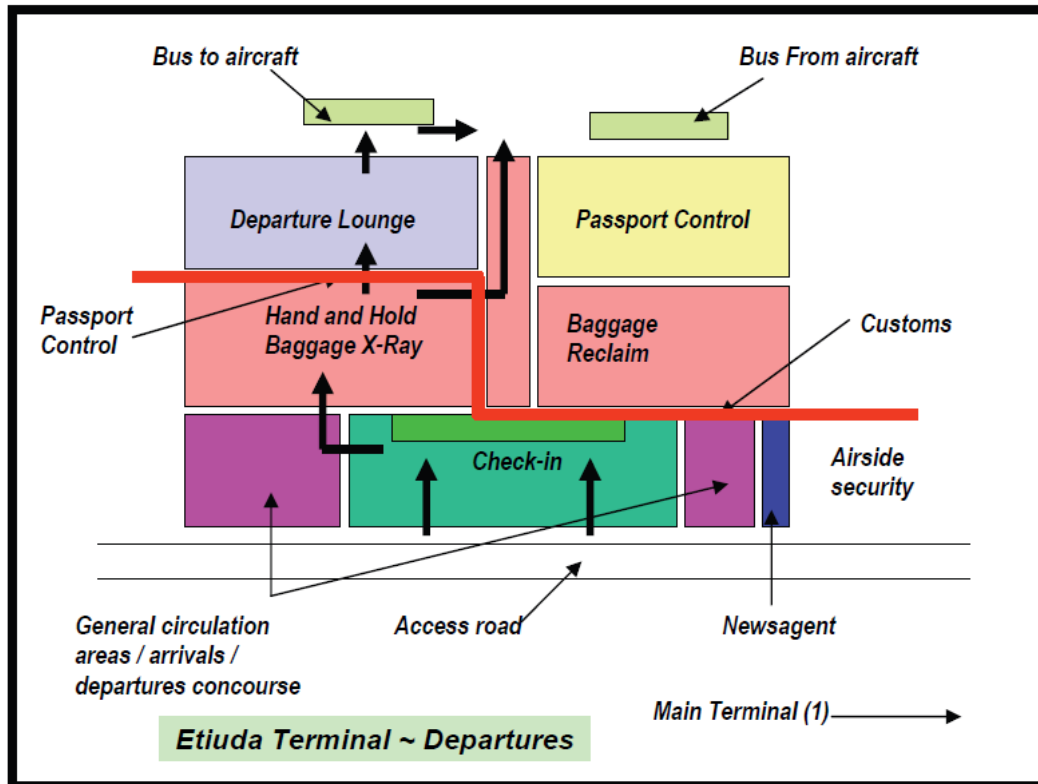 Bus to aircraft
Bus From aircraft
Departure Lounge
Passport Control
Passport
Control
Hand and Hold
Baggage X-Ray
Baggage
Reclaim
Customs
Check-in
Airside
security
General circulation
areas / arrivals /
departures concourse
Access road
Newsagent
Main Terminal (1)
Etiuda Terminal ~ Departures